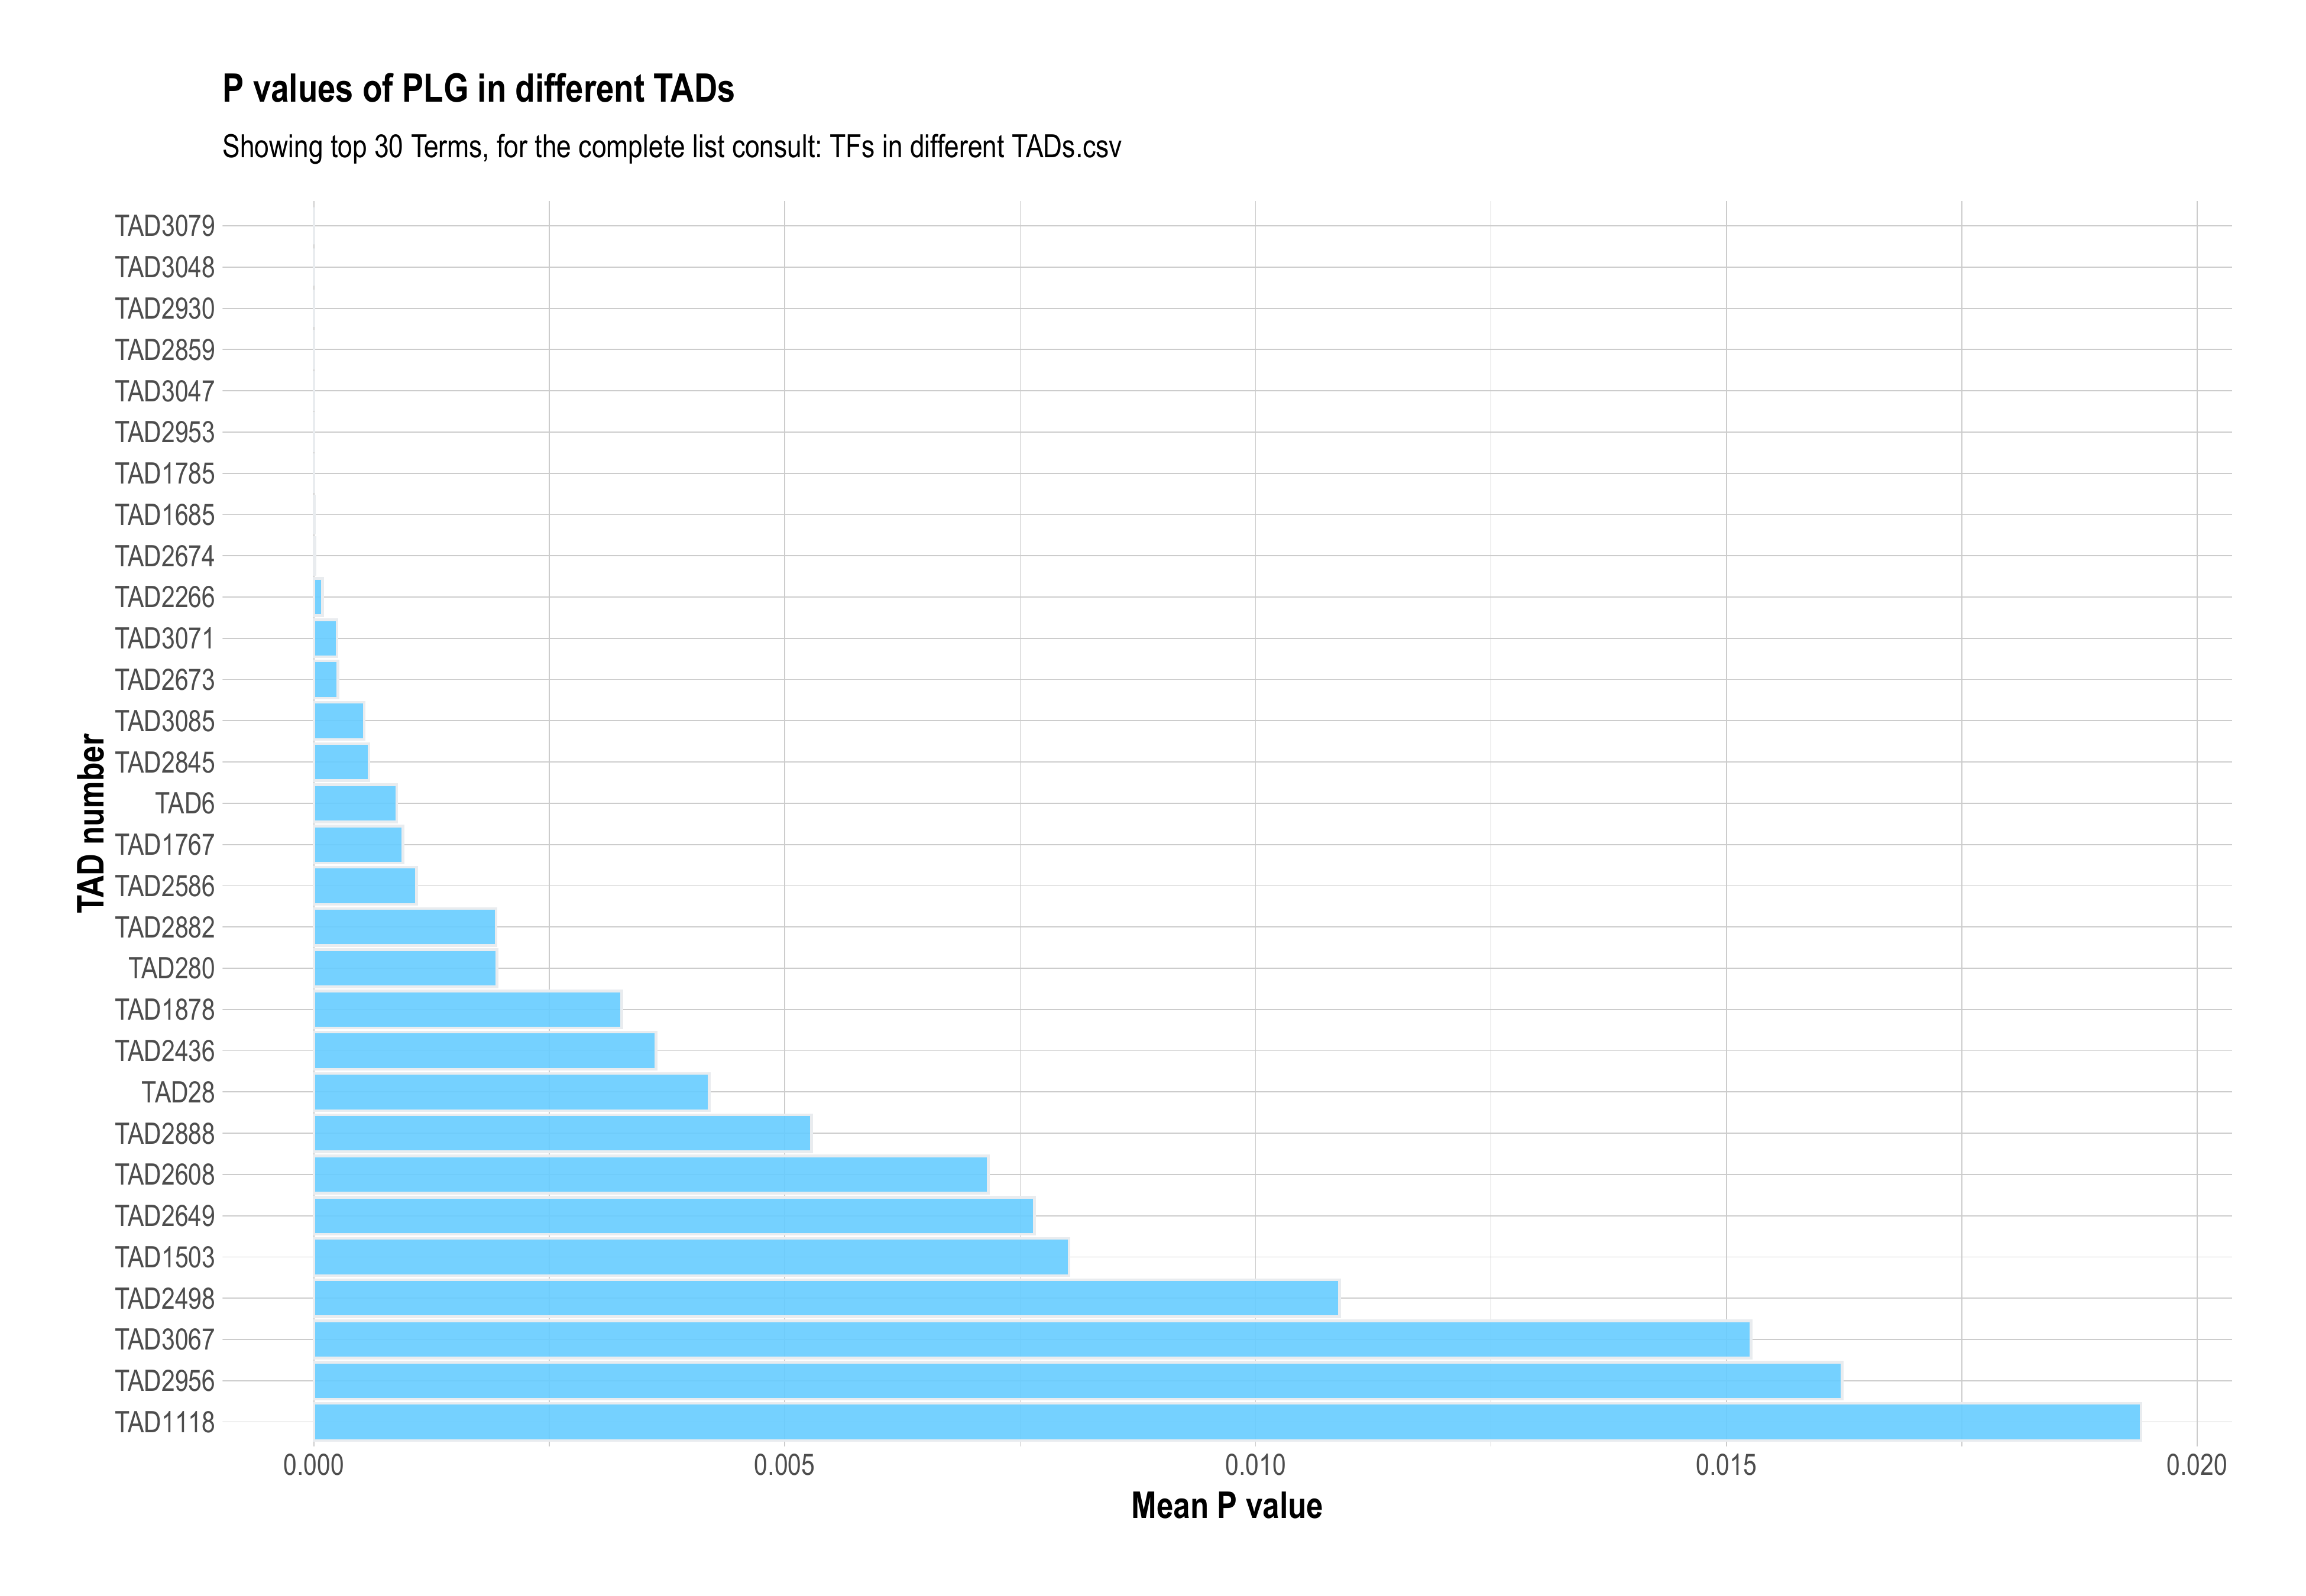 P values of PLG in different TADs
Showing top 30 Terms, for the complete list consult: TFs in different TADs.csv
TAD number
TAD3079
TAD3048
TAD2930
TAD2859
TAD3047
TAD2953
TAD1785
TAD1685
TAD2674
TAD2266
TAD3071
TAD2673
TAD3085
TAD2845
TAD6
TAD1767
TAD2586
TAD2882
TAD280
TAD1878
TAD2436
TAD28
TAD2888
TAD2608
TAD2649
TAD1503
TAD2498
TAD3067
TAD2956
TAD1118
0.000 0.005 0.010 0.015 0.020
Mean P value